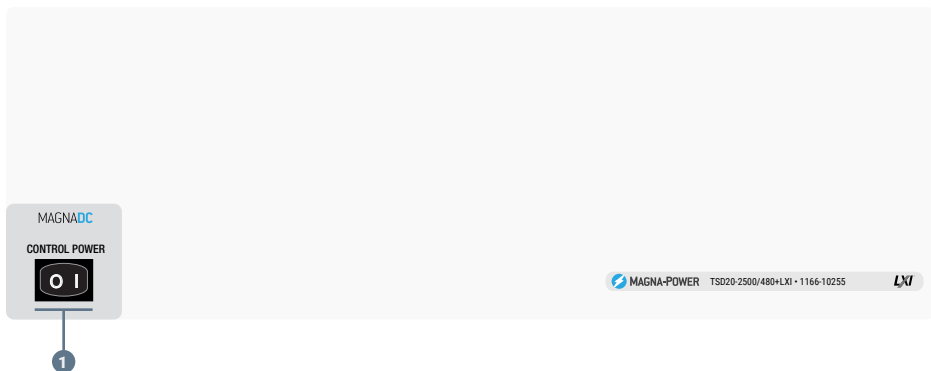 MAGNADC
CONTROL POWER
O I
MAGNA-POWER TSD20-2500/480+LXI • 1166-10255 LXI
1